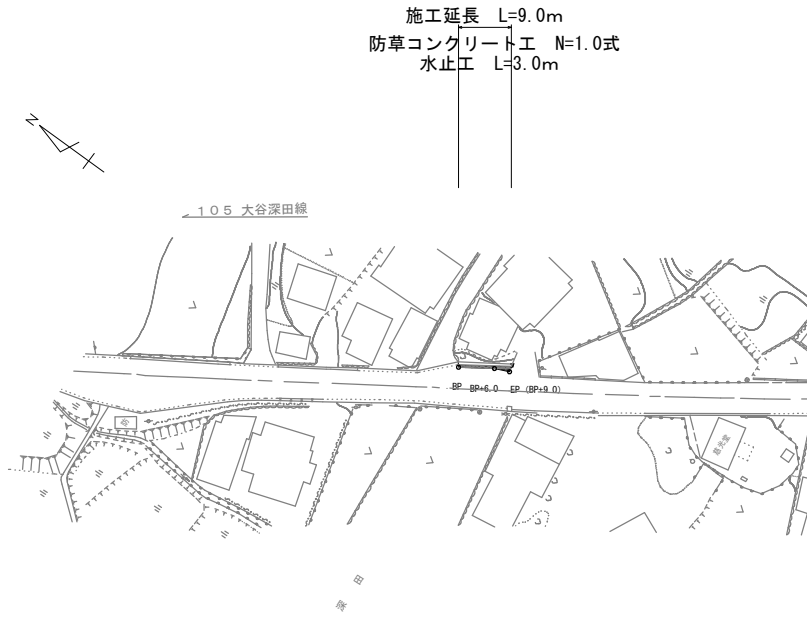 施工延長　L=9.0m
防草コンクリート工　N=1.0式
水止工　L=3.0m
N
105 大谷深田線
BP BP+6.0 EP (BP+9.0)
田